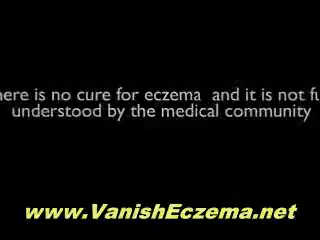 here is no cure for eczema and it is not fu
understood by the medical community
www.VanishEczema.net